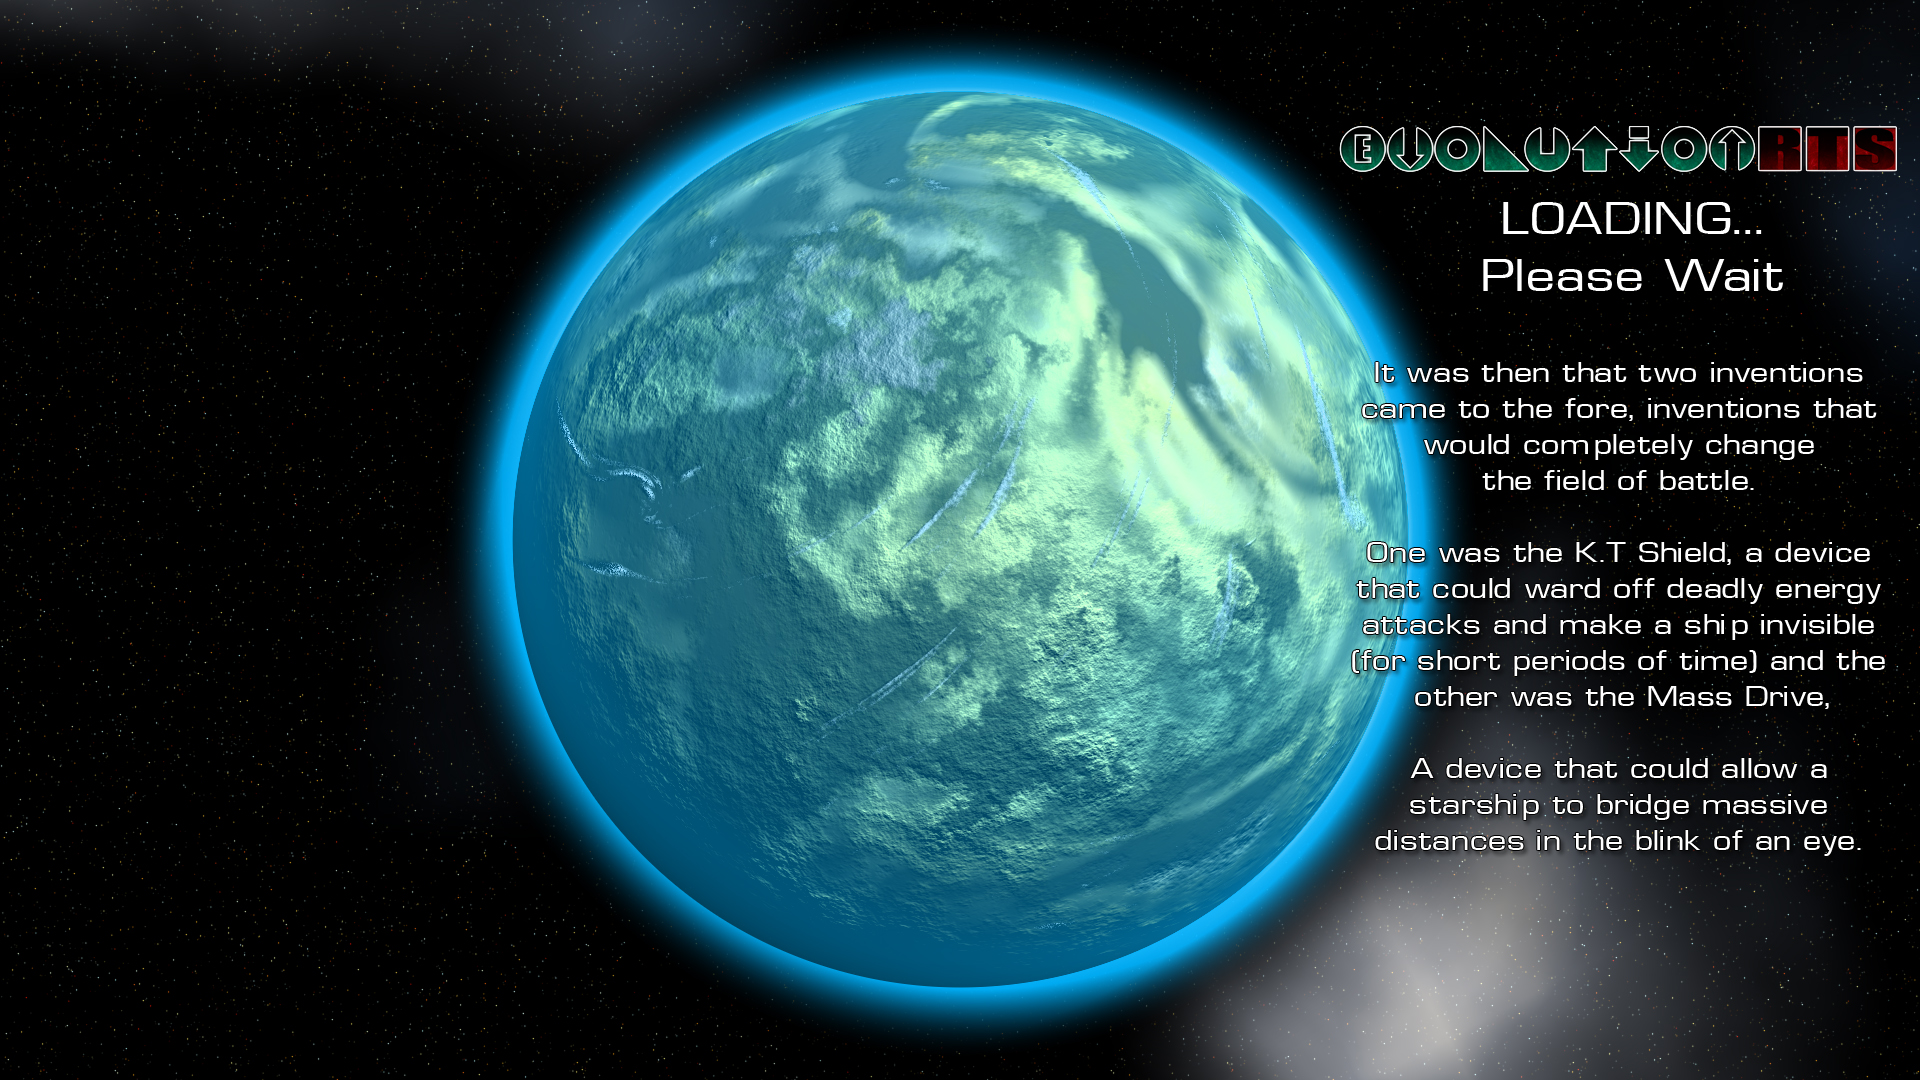 EVOLUTION RTS
LOADING...
Please Wait
It was then that two inventions
came to the fore, inventions that
would completely change
the field of battle.
One was the K.T Shield, a device
that could ward off deadly energy
attacks and make a ship invisible
(for short periods of time) and the
other was the Mass Drive,
A device that could allow a
starship to bridge massive
distances in the blink of an eye.